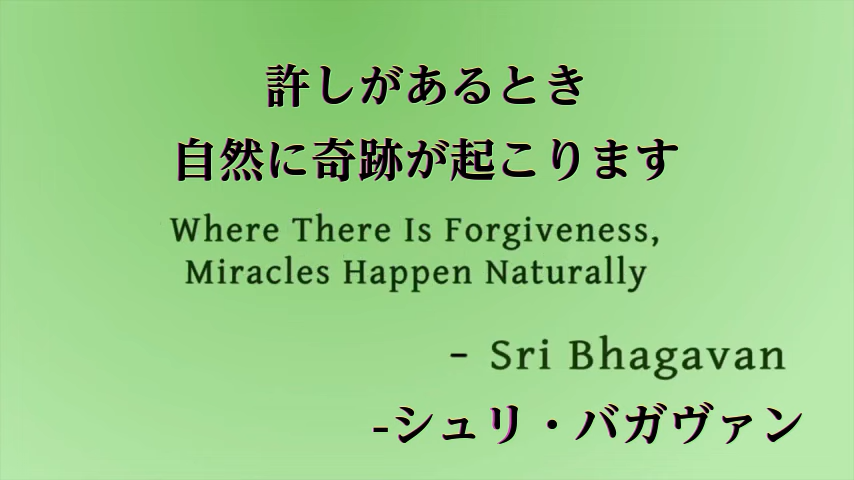 許しがあるとき
自然に奇跡が起こります
Where There Is Forgiveness,
Miracles Happen Naturally
- Sri Bhagavan
-シュリ・バガヴァン